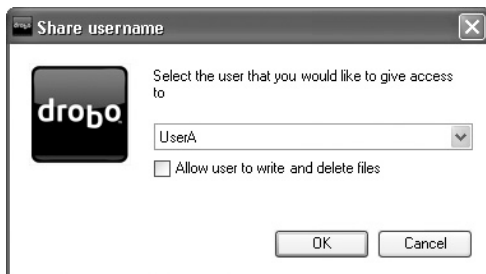 Share username
Select the user that you would like to give access
to
drobo
UserA
Allow user to write and delete files
OK
Cancel